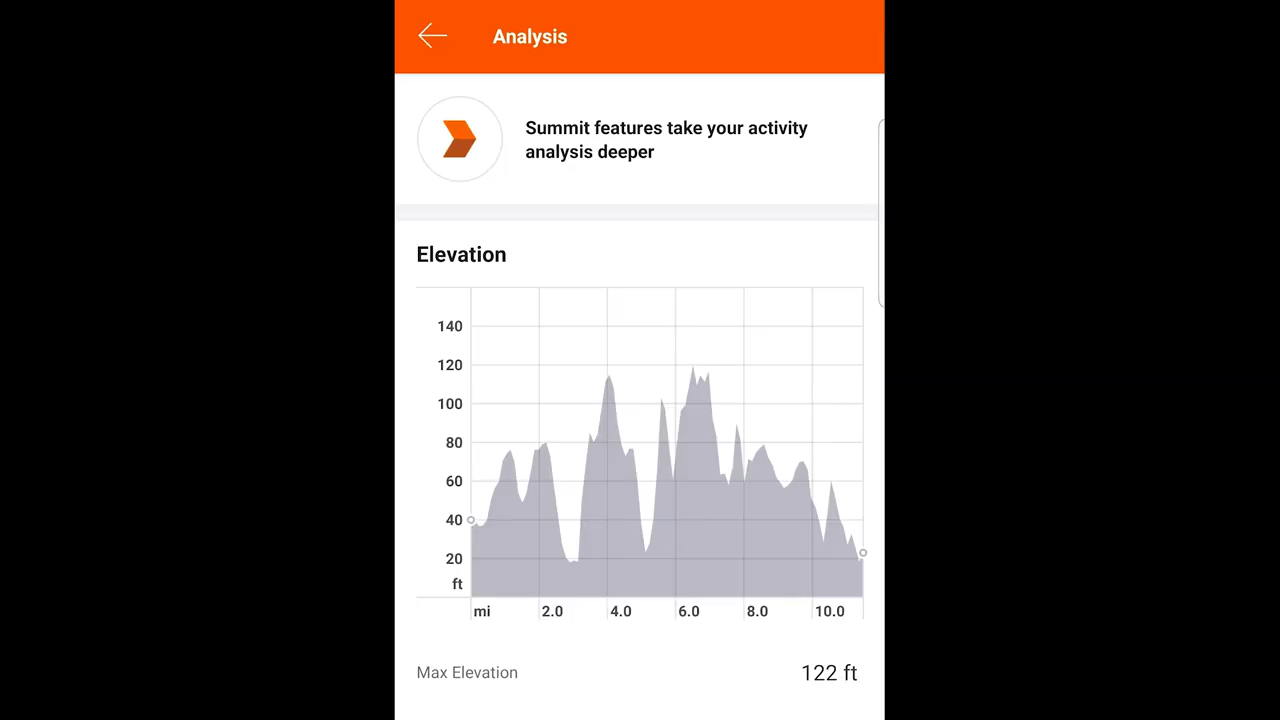 Analysis
Summit features take your activity
analysis deeper
Elevation
140
120
100
80
60
40
20
ft
mi 2.0 4.0 6.0 8.0 10.0
Max Elevation 122 ft